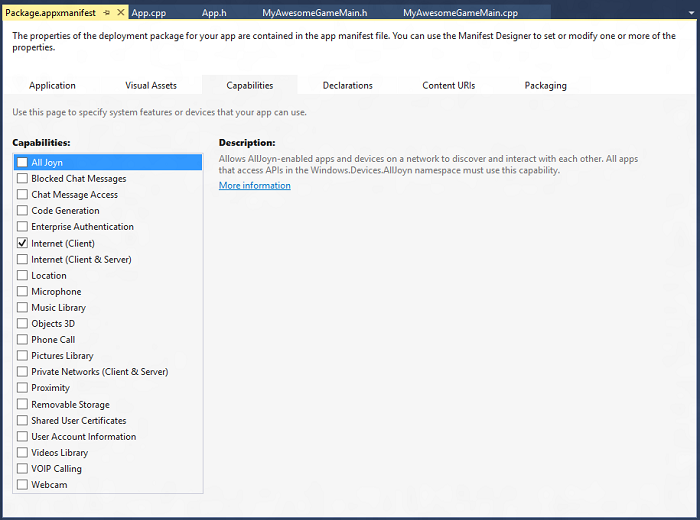 Package.appxmanifest App.cpp App.h MyAwesomeGameMain.h MyAwesomeGameMain.cpp
The properties of the deployment package for your app are contained in the app manifest file. You can use the Manifest Designer to set or modify one or more of the
properties.
Application Visual Assets Capabilities Declarations Content URIs Packaging
Use this page to specify system features or devices that your app can use.
Capabilities:
All Joyn
Blocked Chat Messages
Chat Message Access
Code Generation
Enterprise Authentication
Internet (Client)
Internet (Client & Server)
Location
Microphone
Music Library
Objects 3D
Phone Call
Pictures Library
Private Networks (Client & Server)
Proximity
Removable Storage
Shared User Certificates
User Account Information
Videos Library
VOIP Calling
Webcam
Description:
Allows AllJoyn-enabled apps and devices on a network to discover and interact with each other. All apps
that access APIs in the Windows.Devices.AllJoyn namespace must use this capability.
More information